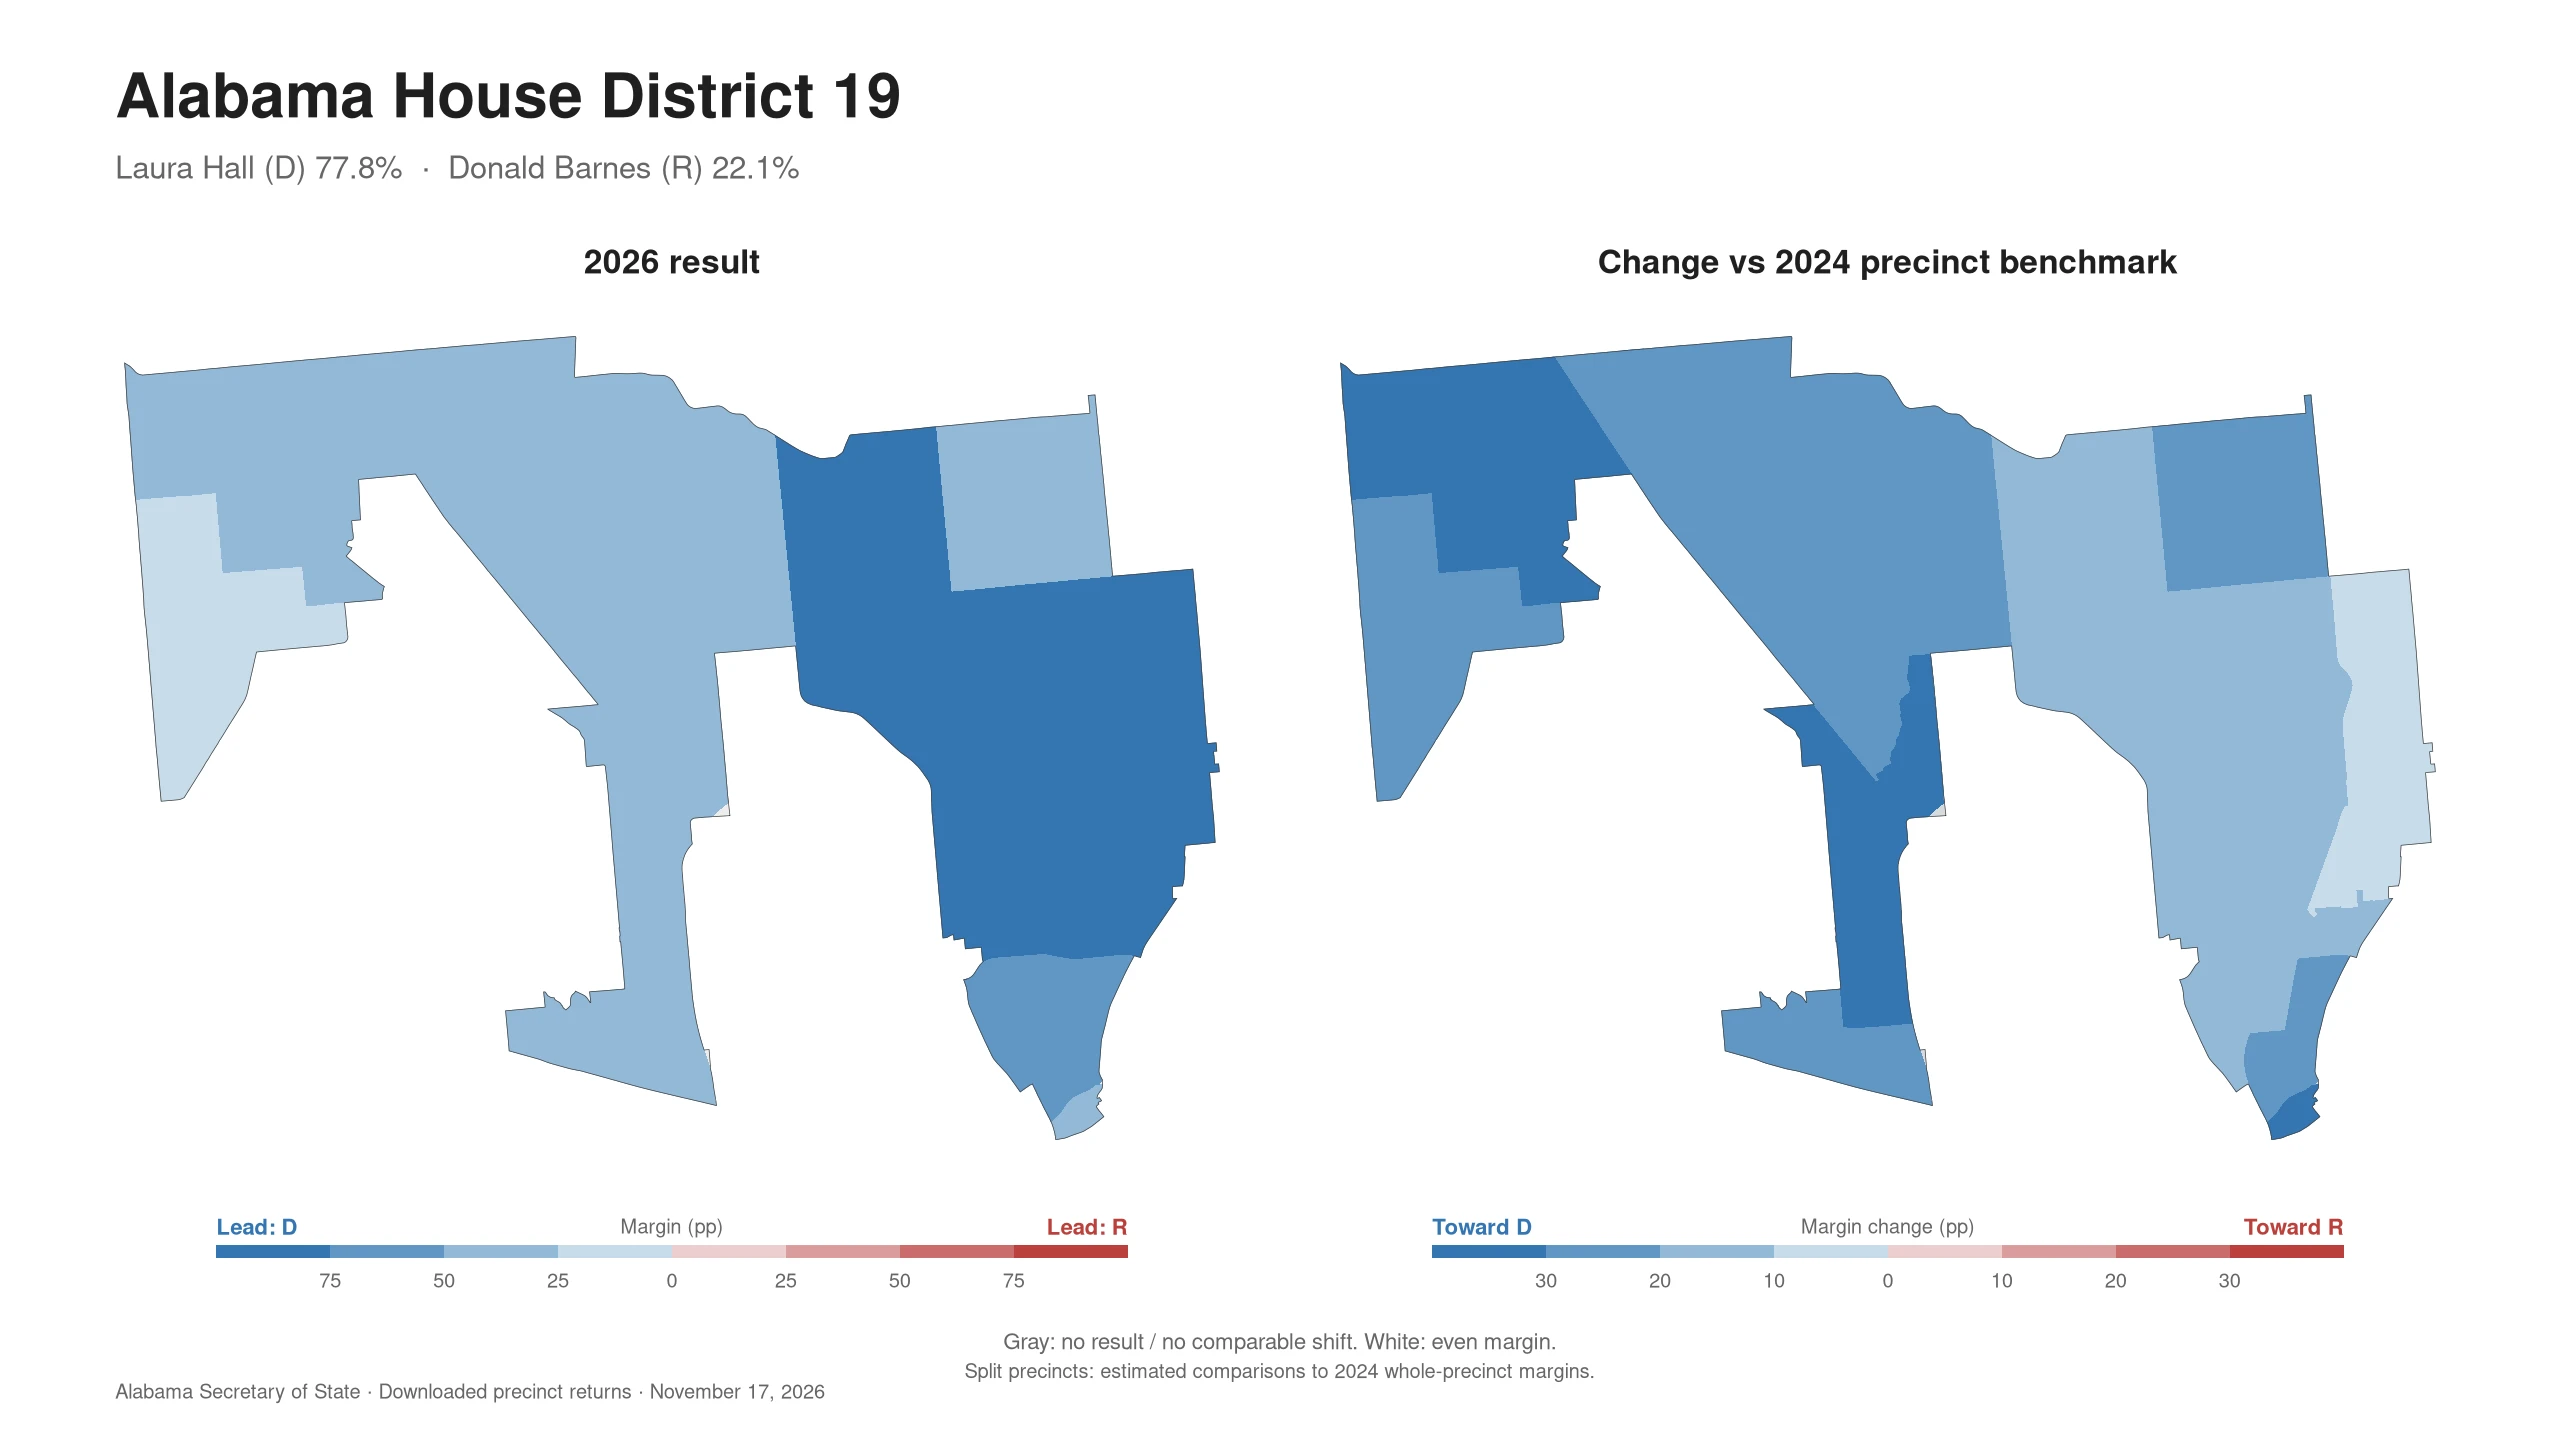 Alabama House District 19
Laura Hall (D) 77.8% · Donald Barnes (R) 22.1%
2026 result
Change vs 2024 precinct benchmark
Lead: D Margin (pp) Lead: R
75 50 25 0 25 50 75
Toward D Margin change (pp) Toward R
30 20 10 0 10 20 30
Gray: no result / no comparable shift. White: even margin.
Split precincts: estimated comparisons to 2024 whole-precinct margins.
Alabama Secretary of State · Downloaded precinct returns · November 17, 2026